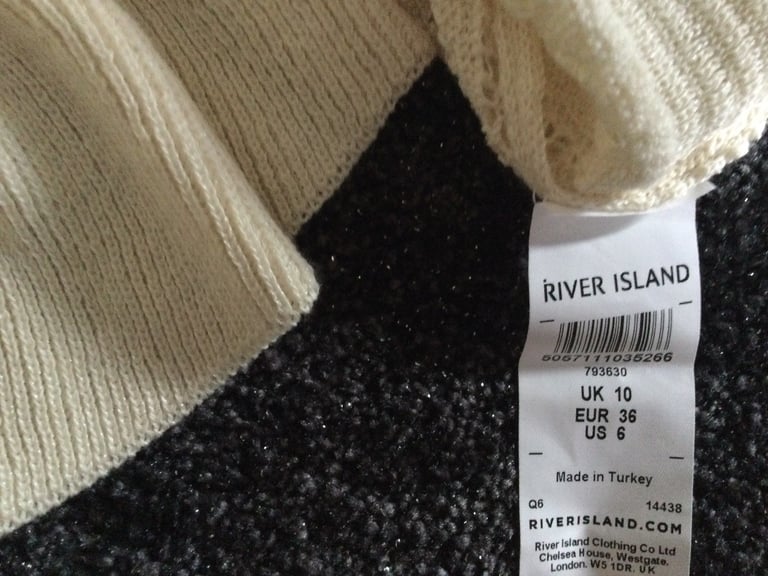 RIVER ISLAND
5057111035266
793630
UK 10
EUR 36
US 6
Made in Turkey
Q6 14438
RIVERISLAND.COM
River Island Clothing Co Ltd
Chelsea House, Westgate,
London. W5 1DR. UK